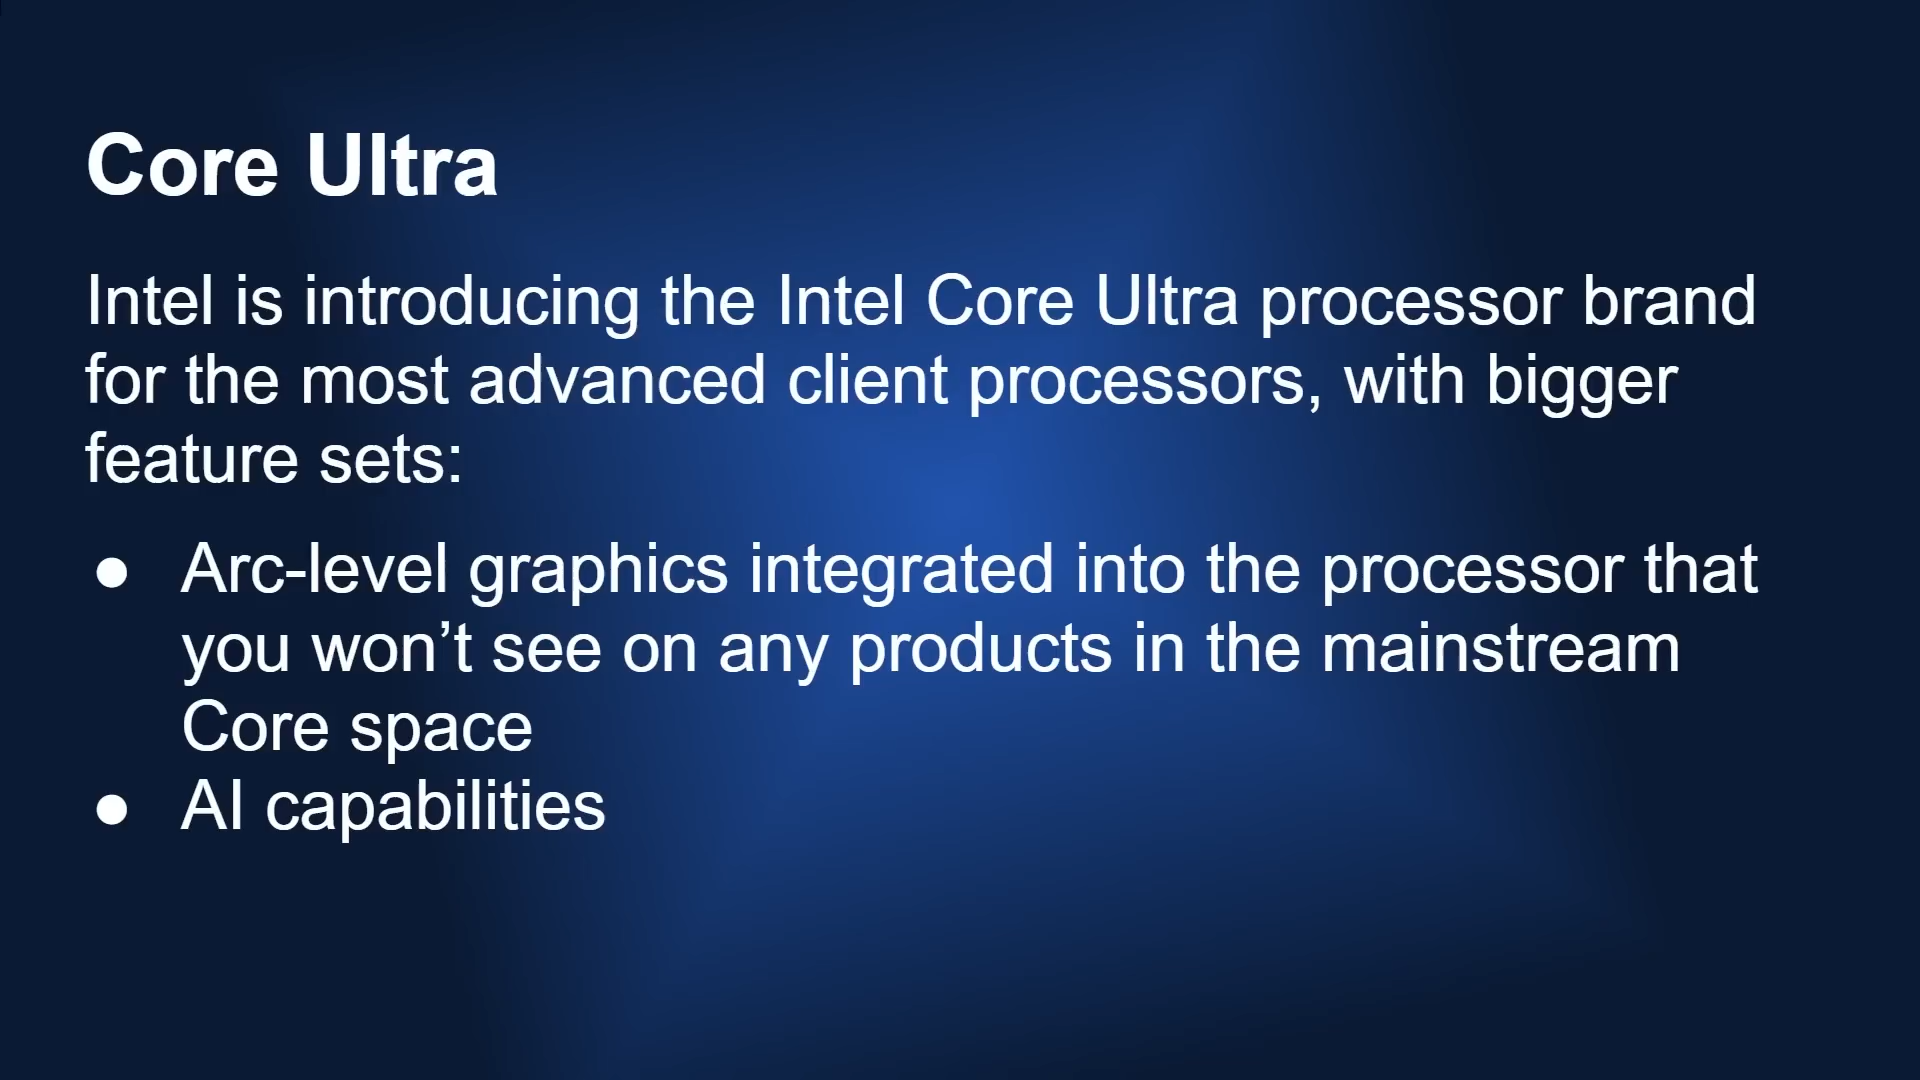 Core Ultra
Intel is introducing the Intel Core Ultra processor brand
for the most advanced client processors, with bigger
feature sets:
● Arc-level graphics integrated into the processor that
you won’t see on any products in the mainstream
Core space
● AI capabilities